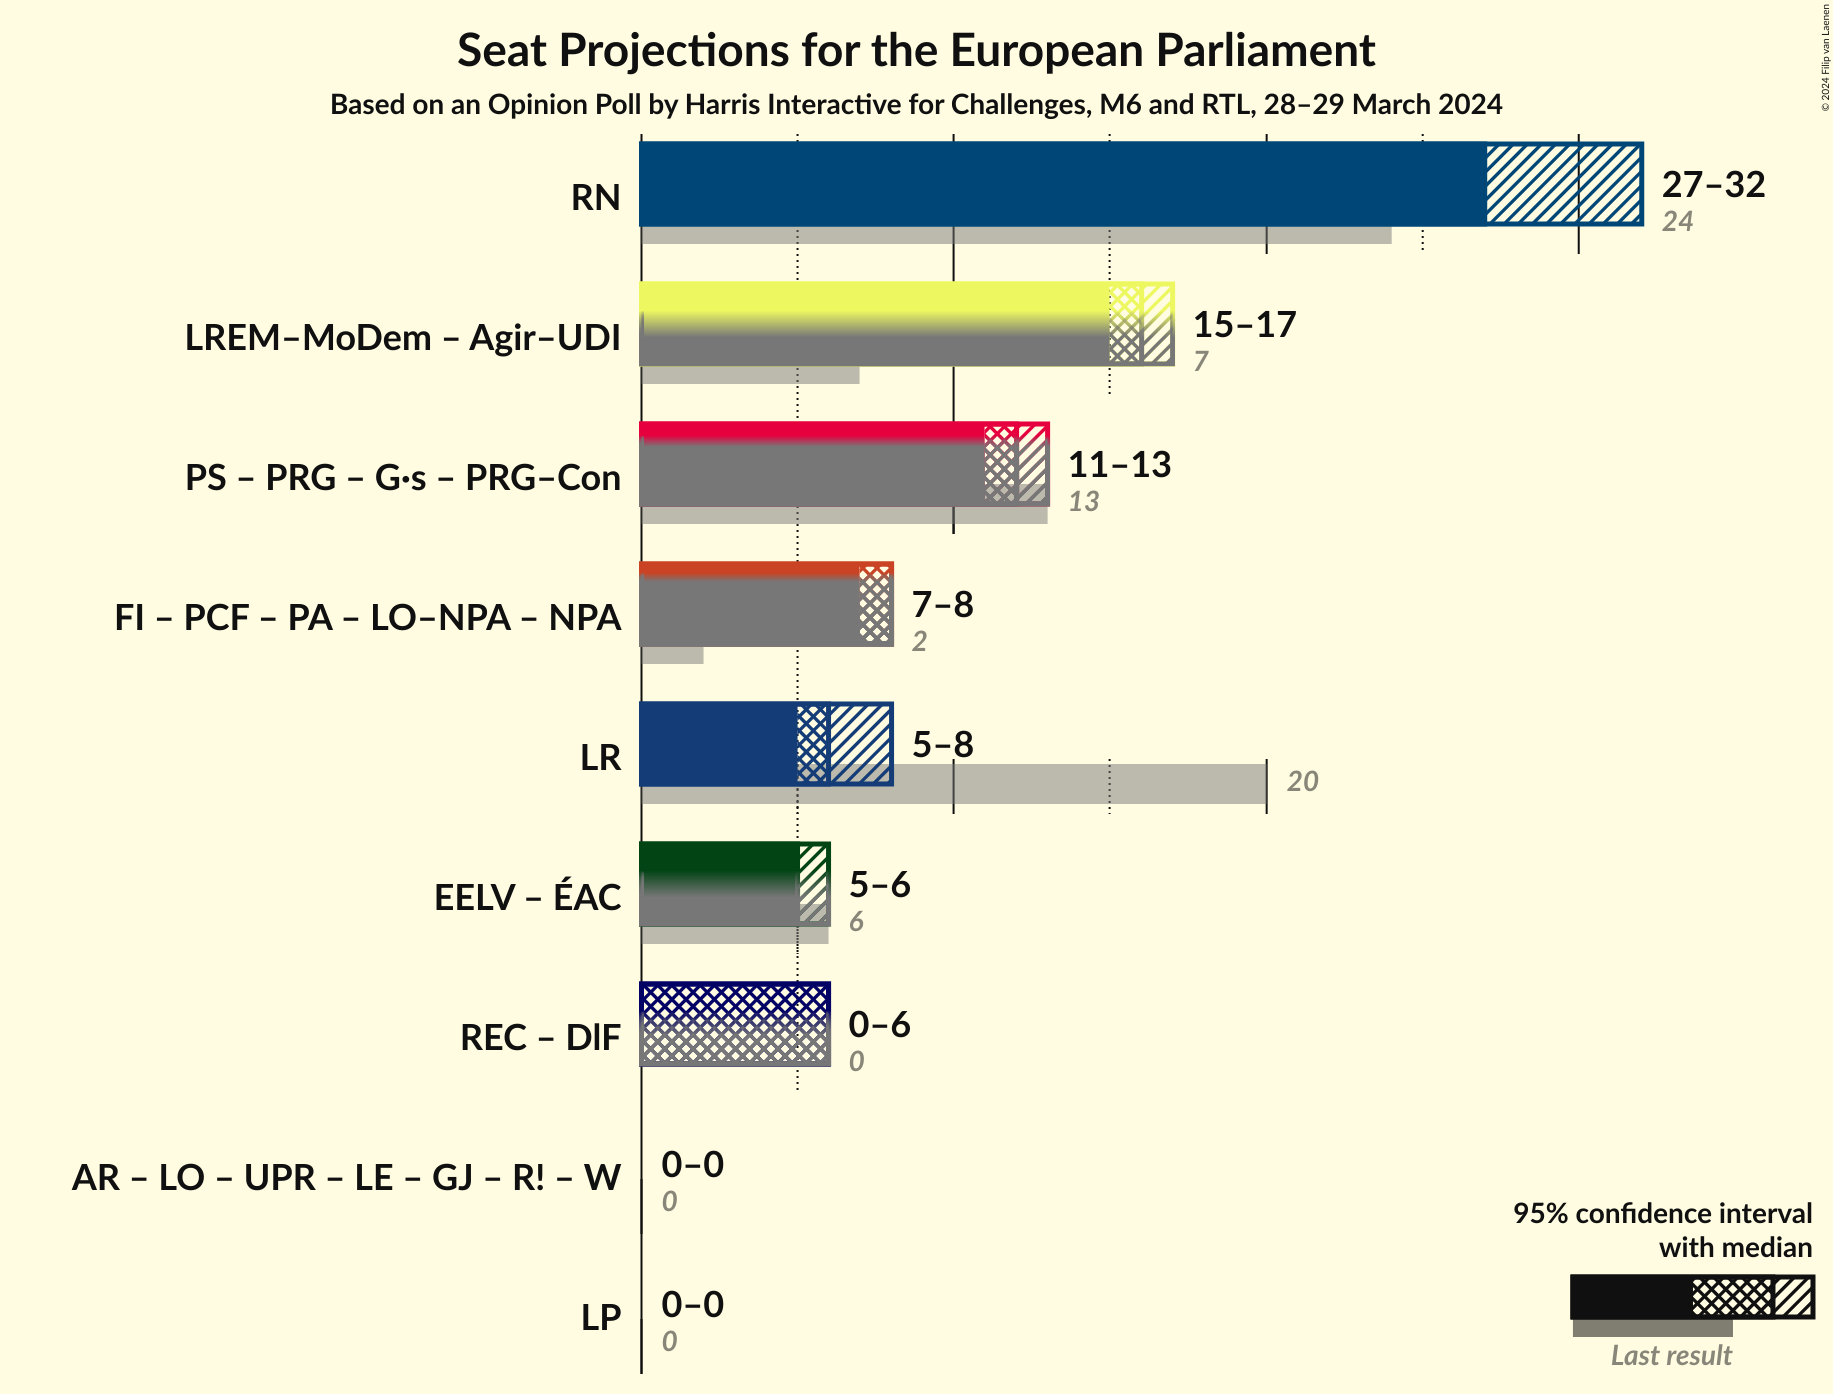 Seat Projections for the European Parliament
Based on an Opinion Poll by Harris Interactive for Challenges, M6 and RTL, 28–29 March 2024
© 2024 Filip van Laenen
RN
27–32
24
LREM–MoDem – Agir–UDI
15–17
7
PS – PRG – G·s – PRG–Con
11–13
13
FI – PCF – PA – LO–NPA – NPA
7–8
2
LR
5–8
20
EELV – ÉAC
5–6
6
REC – DlF
0–6
0
AR – LO – UPR – LE – GJ – R! – W
0–0
0
LP
0–0
0
95% confidence interval
with median
Last result